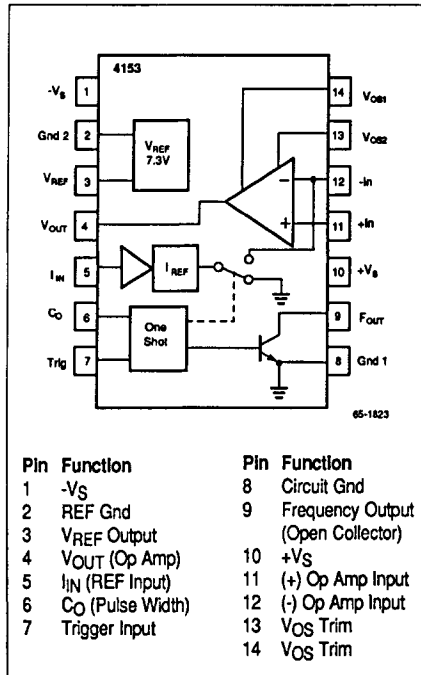 4153
-VS 1
Gnd 2 2
VREF 3
VOUT 4
IIN 5
CO 6
Trig 7
VREF
7.3V
IREF
One
Shot
−
+
14 VOS1
13 VOS2
12 -in
11 +In
10 +VS
9 FOUT
8 Gnd 1
65-1823
Pin Function
1 -VS
2 REF Gnd
3 VREF Output
4 VOUT (Op Amp)
5 IIN (REF Input)
6 CO (Pulse Width)
7 Trigger Input
Pin Function
8 Circuit Gnd
9 Frequency Output
(Open Collector)
10 +VS
11 (+) Op Amp Input
12 (-) Op Amp Input
13 VOS Trim
14 VOS Trim